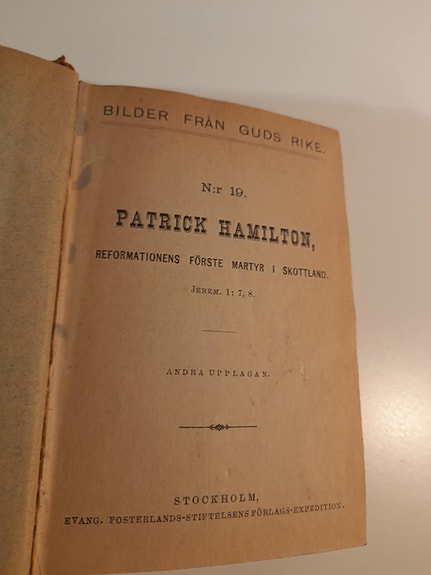 BILDER FRÅN GUDS RIKE.
N:r 19.
PATRICK HAMILTON,
REFORMATIONENS FÖRSTE MARTYR I SKOTTLAND.
JEREM. 1: 7, 8.
ANDRA UPPLAGAN.
STOCKHOLM,
EVANG. FOSTERLANDS-STIFTELSENS FÖRLAGS-EXPEDITION.